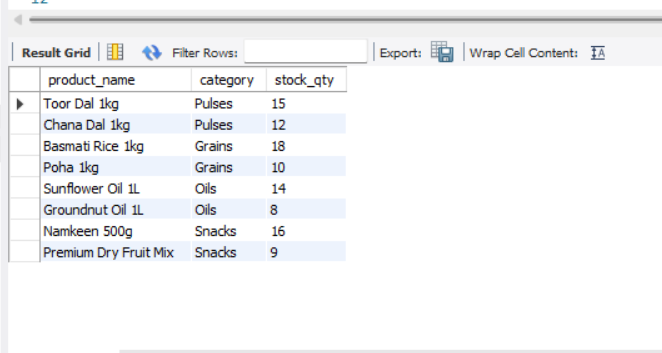 12
Result Grid Filter Rows: Export: Wrap Cell Content: IA
product_name category stock_qty
Toor Dal 1kg Pulses 15
Chana Dal 1kg Pulses 12
Basmati Rice 1kg Grains 18
Poha 1kg Grains 10
Sunflower Oil 1L Oils 14
Groundnut Oil 1L Oils 8
Namkeen 500g Snacks 16
Premium Dry Fruit Mix Snacks 9